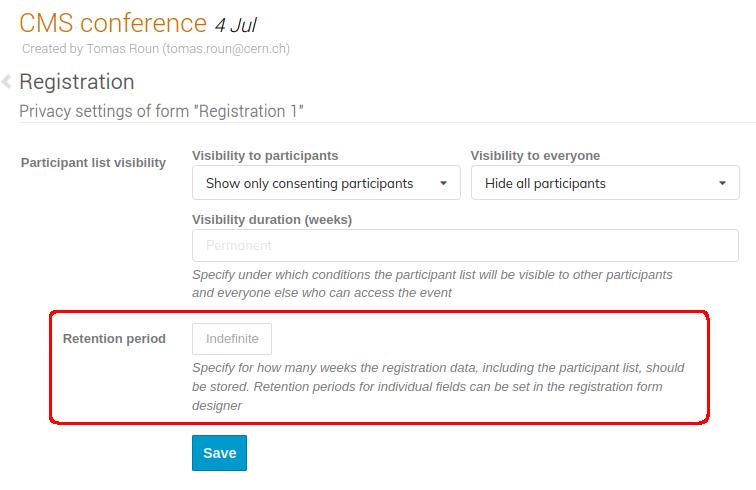 CMS conference 4 Jul
Created by Tomas Roun (tomas.roun@cern.ch)
Registration
Privacy settings of form "Registration 1"
Participant list visibility
Visibility to participants
Visibility to everyone
Show only consenting participants
Hide all participants
Visibility duration (weeks)
Permanent
Specify under which conditions the participant list will be visible to other participants
and everyone else who can access the event
Retention period
Indefinite
Specify for how many weeks the registration data, including the participant list, should
be stored. Retention periods for individual fields can be set in the registration form
designer
Save